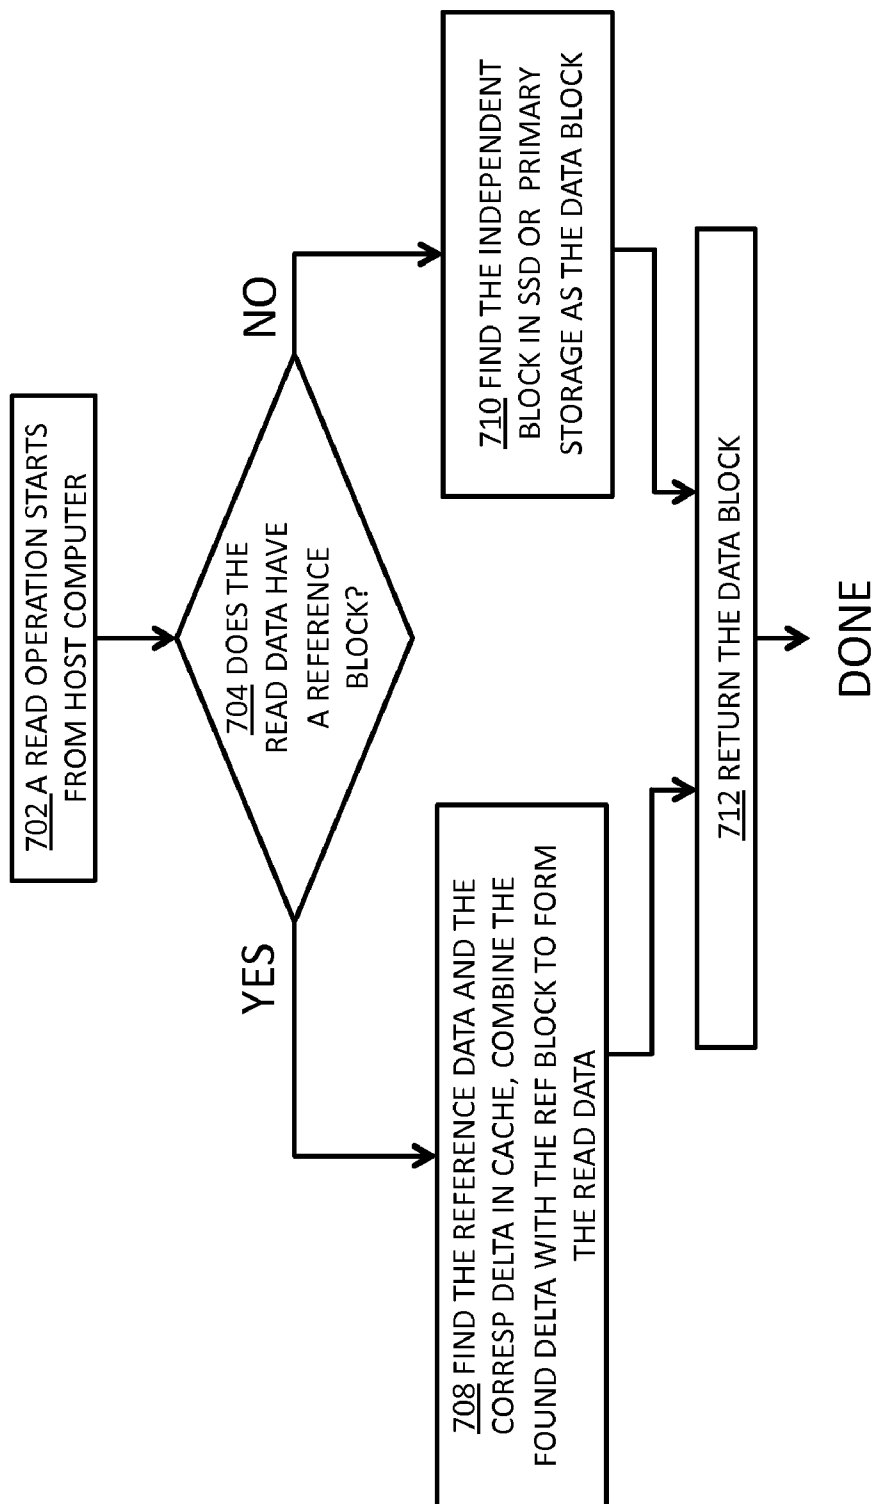 702 A READ OPERATION STARTS
FROM HOST COMPUTER
704 DOES THE
READ DATA HAVE
A REFERENCE
BLOCK?
YES
NO
708 FIND THE REFERENCE DATA AND THE
CORRESP DELTA IN CACHE, COMBINE THE
FOUND DELTA WITH THE REF BLOCK TO FORM
THE READ DATA
710 FIND THE INDEPENDENT
BLOCK IN SSD OR PRIMARY
STORAGE AS THE DATA BLOCK
712 RETURN THE DATA BLOCK
DONE